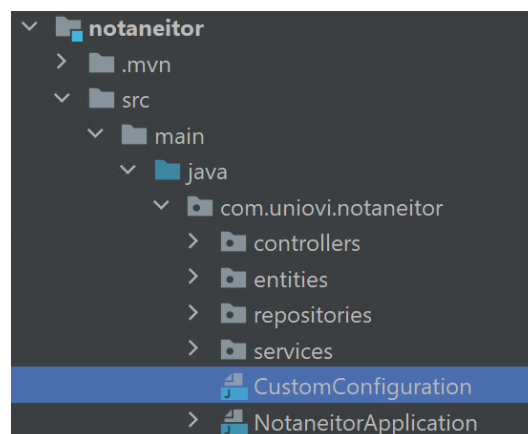 notaneitor
.mvn
src
main
java
com.uniovi.notaneitor
controllers
entities
repositories
services
CustomConfiguration
NotaneitorApplication